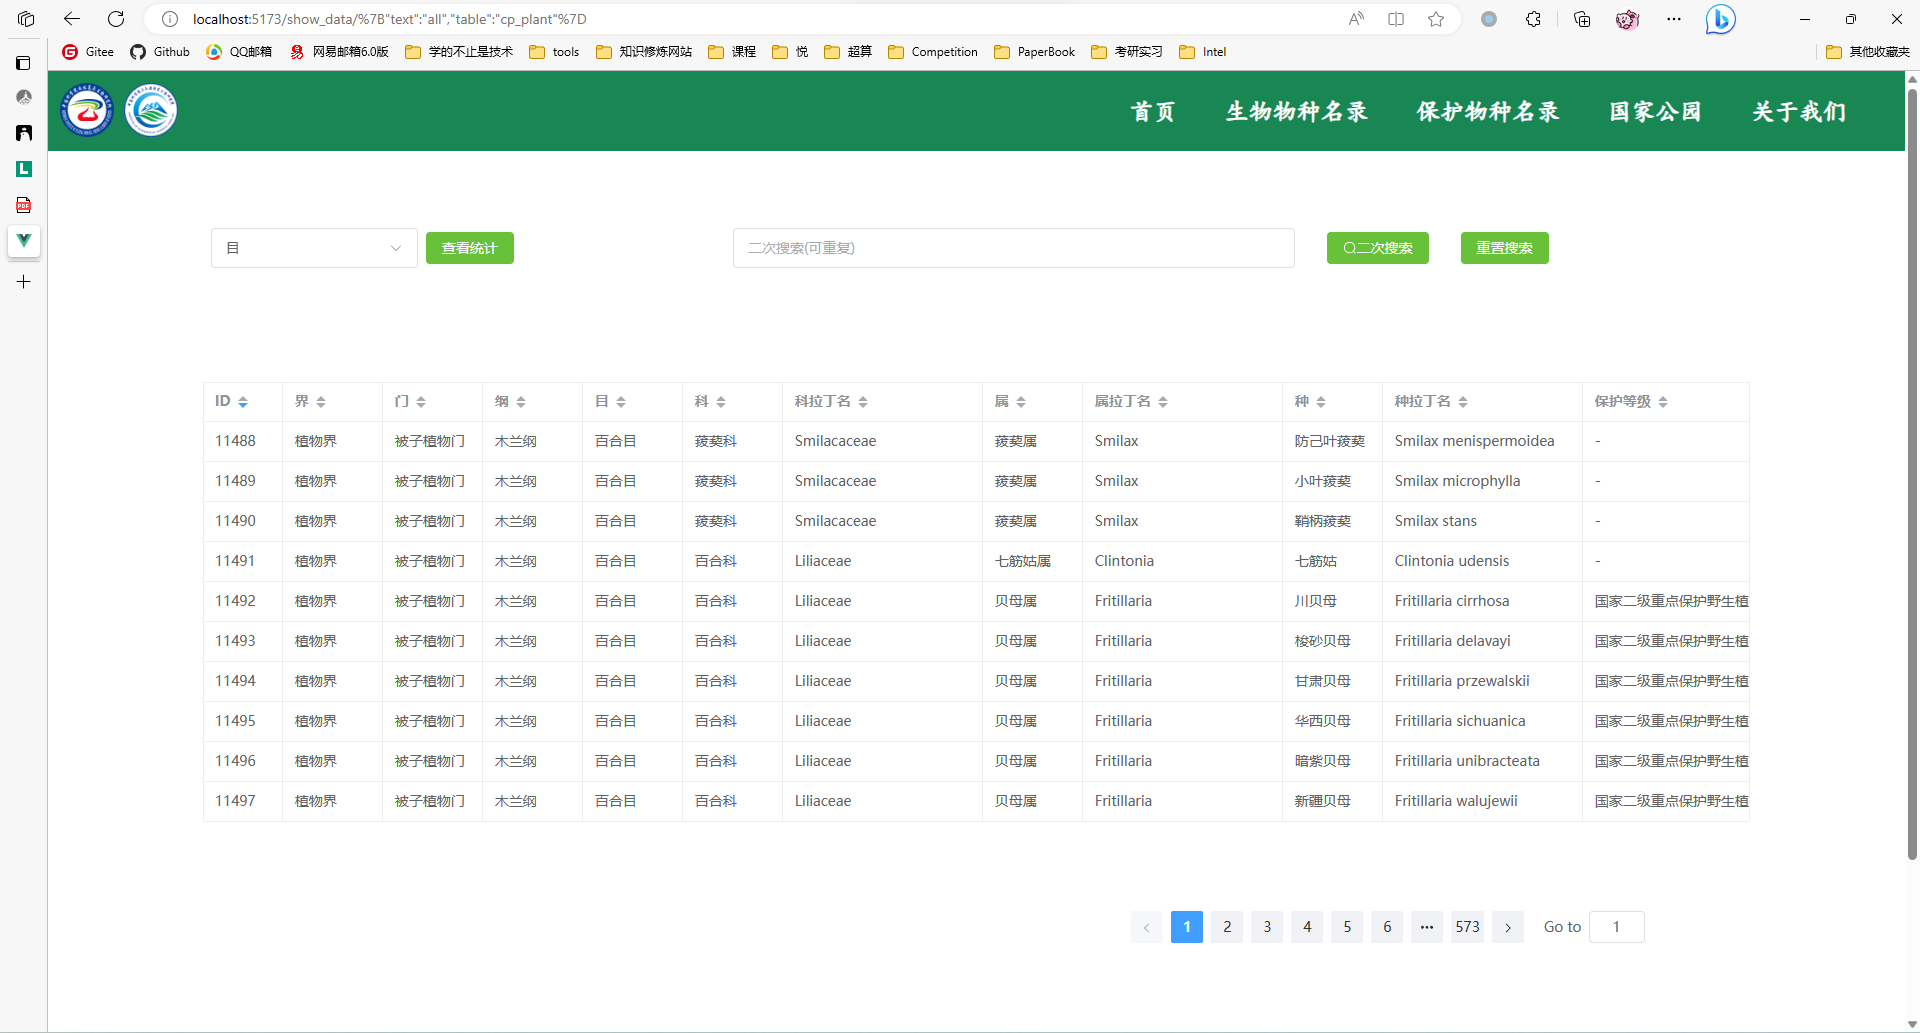 localhost:5173/show_data/%7B"text":"all","table":"cp_plant"%7D
Gitee Github QQ邮箱 网易邮箱6.0版 学的不止是技术 tools 知识修炼网站 课程 悦 超算 Competition PaperBook 考研实习 Intel 其他收藏夹
首页 生物物种名录 保护物种名录 国家公园 关于我们
目 查看统计 二次搜索(可重复) 二次搜索 重置搜索
ID 界 门 纲 目 科 科拉丁名 属 属拉丁名 种 种拉丁名 保护等级
11488 植物界 被子植物门 木兰纲 百合目 菝葜科 Smilacaceae 菝葜属 Smilax 防己叶菝葜 Smilax menispermoidea -
11489 植物界 被子植物门 木兰纲 百合目 菝葜科 Smilacaceae 菝葜属 Smilax 小叶菝葜 Smilax microphylla -
11490 植物界 被子植物门 木兰纲 百合目 菝葜科 Smilacaceae 菝葜属 Smilax 鞘柄菝葜 Smilax stans -
11491 植物界 被子植物门 木兰纲 百合目 百合科 Liliaceae 七筋姑属 Clintonia 七筋姑 Clintonia udensis -
11492 植物界 被子植物门 木兰纲 百合目 百合科 Liliaceae 贝母属 Fritillaria 川贝母 Fritillaria cirrhosa 国家二级重点保护野生植
11493 植物界 被子植物门 木兰纲 百合目 百合科 Liliaceae 贝母属 Fritillaria 梭砂贝母 Fritillaria delavayi 国家二级重点保护野生植
11494 植物界 被子植物门 木兰纲 百合目 百合科 Liliaceae 贝母属 Fritillaria 甘肃贝母 Fritillaria przewalskii 国家二级重点保护野生植
11495 植物界 被子植物门 木兰纲 百合目 百合科 Liliaceae 贝母属 Fritillaria 华西贝母 Fritillaria sichuanica 国家二级重点保护野生植
11496 植物界 被子植物门 木兰纲 百合目 百合科 Liliaceae 贝母属 Fritillaria 暗紫贝母 Fritillaria unibracteata 国家二级重点保护野生植
11497 植物界 被子植物门 木兰纲 百合目 百合科 Liliaceae 贝母属 Fritillaria 新疆贝母 Fritillaria walujewii 国家二级重点保护野生植
1 2 3 4 5 6 ••• 573 Go to 1